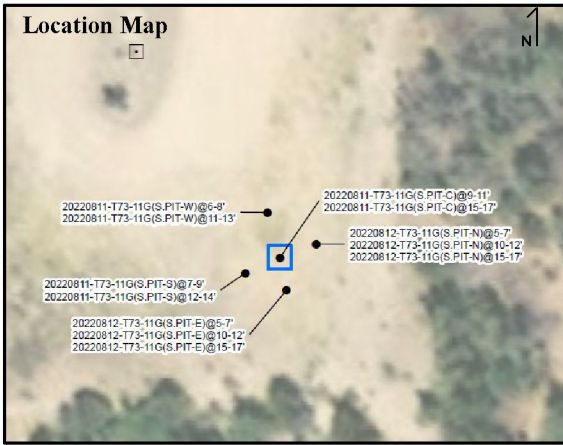 Location Map
N
20220811-T73-11G(S.PIT-W)@6-8'
20220811-T73-11G(S.PIT-W)@11-13'
20220811-T73-11G(S.PIT-C)@9-11'
20220811-T73-11G(S.PIT-C)@15-17'
20220812-T73-11G(S.PIT-N)@5-7'
20220812-T73-11G(S.PIT-N)@10-12'
20220812-T73-11G(S.PIT-N)@15-17'
20220811-T73-11G(S.PIT-S)@7-9'
20220811-T73-11G(S.PIT-S)@12-14'
20220812-T73-11G(S.PIT-E)@5-7'
20220812-T73-11G(S.PIT-E)@10-12'
20220812-T73-11G(S.PIT-E)@15-17'